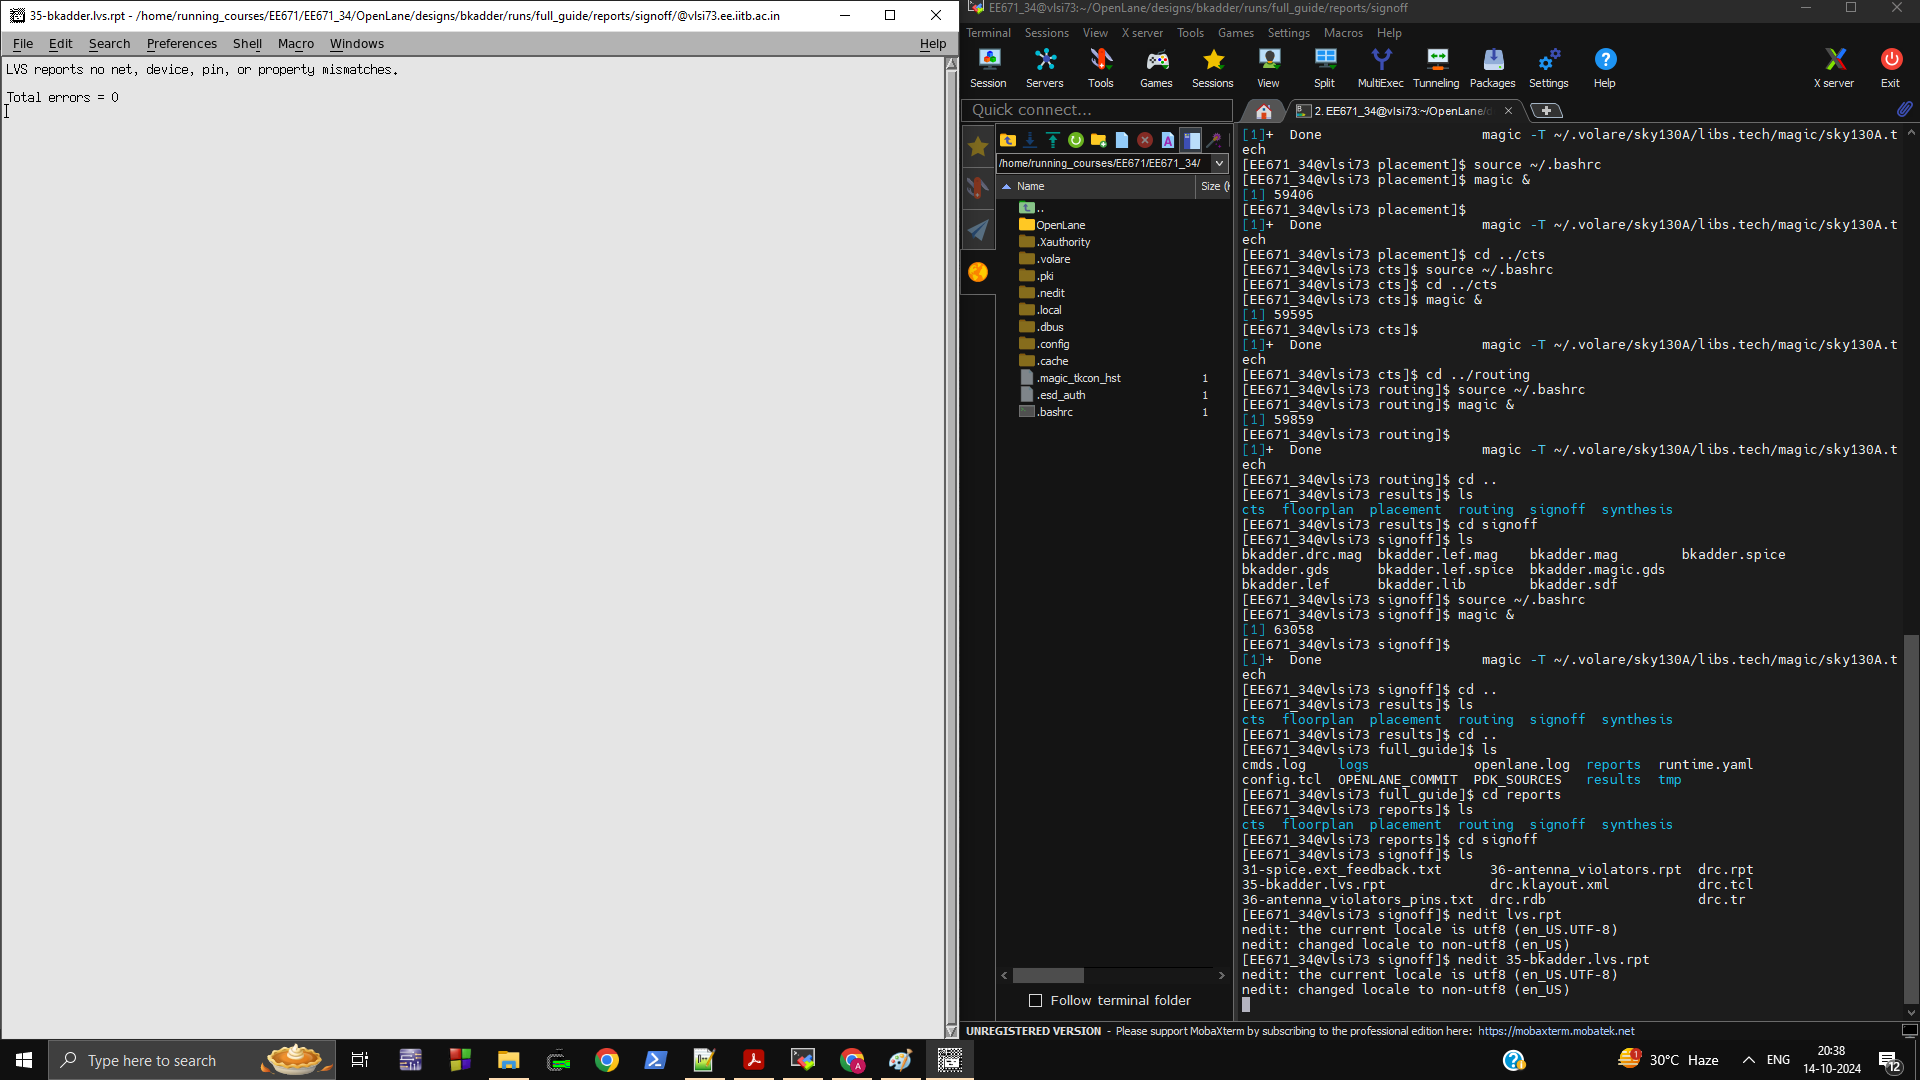 35-bkadder.lvs.rpt - /home/running_courses/EE671/EE671_34/OpenLane/designs/bkadder/runs/full_guide/reports/signoff/@vlsi73.ee.iitb.ac.in
File Edit Search Preferences Shell Macro Windows Help
LVS reports no net, device, pin, or property mismatches.
Total errors = 0
EE671_34@vlsi73:~/OpenLane/designs/bkadder/runs/full_guide/reports/signoff
Terminal Sessions View X server Tools Games Settings Macros Help
Session Servers Tools Games Sessions View Split MultiExec Tunneling Packages Settings Help X server Exit
Quick connect...
2. EE671_34@vlsi73:~/OpenLane/d
/home/running_courses/EE671/EE671_34/
Name Size (
..
OpenLane
.Xauthority
.volare
.pki
.nedit
.local
.dbus
.config
.cache
.magic_tkcon_hst 1
.esd_auth 1
.bashrc 1
Follow terminal folder
[1]+  Done                    magic -T ~/.volare/sky130A/libs.tech/magic/sky130A.t
ech
[EE671_34@vlsi73 placement]$ source ~/.bashrc
[EE671_34@vlsi73 placement]$ magic &
[1] 59406
[EE671_34@vlsi73 placement]$
[1]+  Done                    magic -T ~/.volare/sky130A/libs.tech/magic/sky130A.t
ech
[EE671_34@vlsi73 placement]$ cd ../cts
[EE671_34@vlsi73 cts]$ source ~/.bashrc
[EE671_34@vlsi73 cts]$ cd ../cts
[EE671_34@vlsi73 cts]$ magic &
[1] 59595
[EE671_34@vlsi73 cts]$
[1]+  Done                    magic -T ~/.volare/sky130A/libs.tech/magic/sky130A.t
ech
[EE671_34@vlsi73 cts]$ cd ../routing
[EE671_34@vlsi73 routing]$ source ~/.bashrc
[EE671_34@vlsi73 routing]$ magic &
[1] 59859
[EE671_34@vlsi73 routing]$
[1]+  Done                    magic -T ~/.volare/sky130A/libs.tech/magic/sky130A.t
ech
[EE671_34@vlsi73 routing]$ cd ..
[EE671_34@vlsi73 results]$ ls
cts  floorplan  placement  routing  signoff  synthesis
[EE671_34@vlsi73 results]$ cd signoff
[EE671_34@vlsi73 signoff]$ ls
bkadder.drc.mag  bkadder.lef.mag    bkadder.mag        bkadder.spice
bkadder.gds      bkadder.lef.spice  bkadder.magic.gds
bkadder.lef      bkadder.lib        bkadder.sdf
[EE671_34@vlsi73 signoff]$ source ~/.bashrc
[EE671_34@vlsi73 signoff]$ magic &
[1] 63058
[EE671_34@vlsi73 signoff]$
[1]+  Done                    magic -T ~/.volare/sky130A/libs.tech/magic/sky130A.t
ech
[EE671_34@vlsi73 signoff]$ cd ..
[EE671_34@vlsi73 results]$ ls
cts  floorplan  placement  routing  signoff  synthesis
[EE671_34@vlsi73 results]$ cd ..
[EE671_34@vlsi73 full_guide]$ ls
cmds.log    logs             openlane.log  reports  runtime.yaml
config.tcl  OPENLANE_COMMIT  PDK_SOURCES   results  tmp
[EE671_34@vlsi73 full_guide]$ cd reports
[EE671_34@vlsi73 reports]$ ls
cts  floorplan  placement  routing  signoff  synthesis
[EE671_34@vlsi73 reports]$ cd signoff
[EE671_34@vlsi73 signoff]$ ls
31-spice.ext_feedback.txt      36-antenna_violators.rpt  drc.rpt
35-bkadder.lvs.rpt             drc.klayout.xml           drc.tcl
36-antenna_violators_pins.txt  drc.rdb                   drc.tr
[EE671_34@vlsi73 signoff]$ nedit lvs.rpt
nedit: the current locale is utf8 (en_US.UTF-8)
nedit: changed locale to non-utf8 (en_US)
[EE671_34@vlsi73 signoff]$ nedit 35-bkadder.lvs.rpt
nedit: the current locale is utf8 (en_US.UTF-8)
nedit: changed locale to non-utf8 (en_US)
UNREGISTERED VERSION - Please support MobaXterm by subscribing to the professional edition here: https://mobaxterm.mobatek.net
Type here to search
1 30°C Haze ENG 20:38
14-10-2024 12